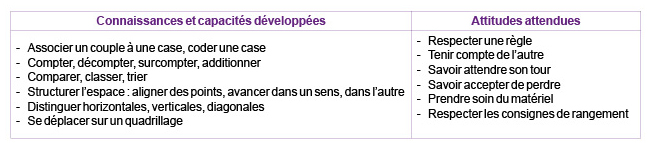 Connaissances et capacités développées
- Associer un couple à une case, coder une case
- Compter, décompter, surcompter, additionner
- Comparer, classer, trier
- Structurer l'espace : aligner des points, avancer dans un sens, dans l'autre
- Distinguer horizontales, verticales, diagonales
- Se déplacer sur un quadrillage
Attitudes attendues
- Respecter une règle
- Tenir compte de l'autre
- Savoir attendre son tour
- Savoir accepter de perdre
- Prendre soin du matériel
- Respecter les consignes de rangement